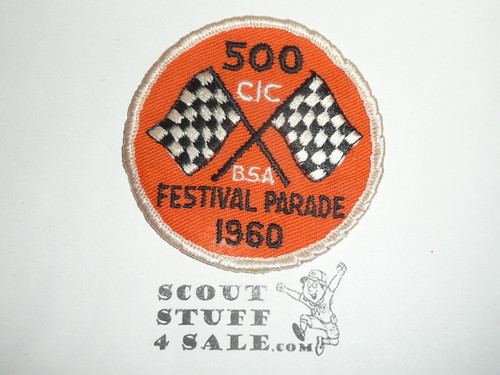 500
C/C
B.S.A
FESTIVAL PARADE
1960
SCOUT
STUFF
4 SALE.COM